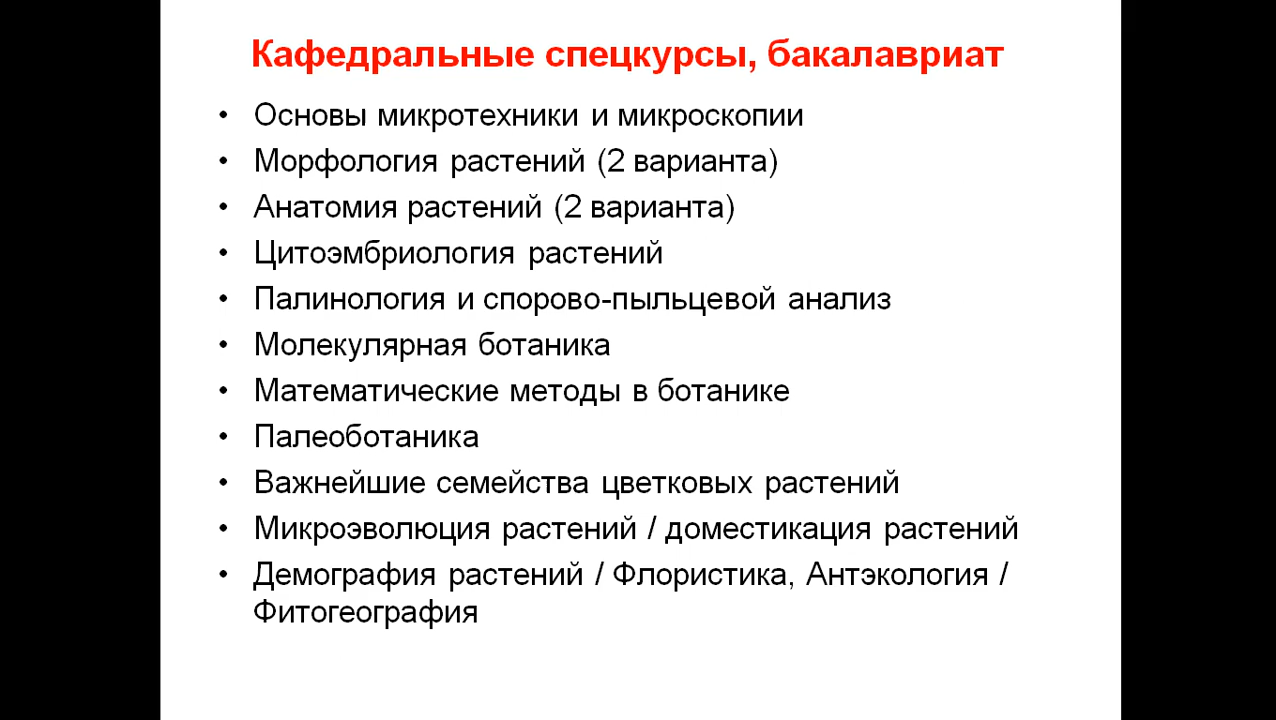 Кафедральные спецкурсы, бакалавриат
• Основы микротехники и микроскопии
• Морфология растений (2 варианта)
• Анатомия растений (2 варианта)
• Цитоэмбриология растений
• Палинология и спорово-пыльцевой анализ
• Молекулярная ботаника
• Математические методы в ботанике
• Палеоботаника
• Важнейшие семейства цветковых растений
• Микроэволюция растений / доместикация растений
• Демография растений / Флористика, Антэкология /
Фитогеография